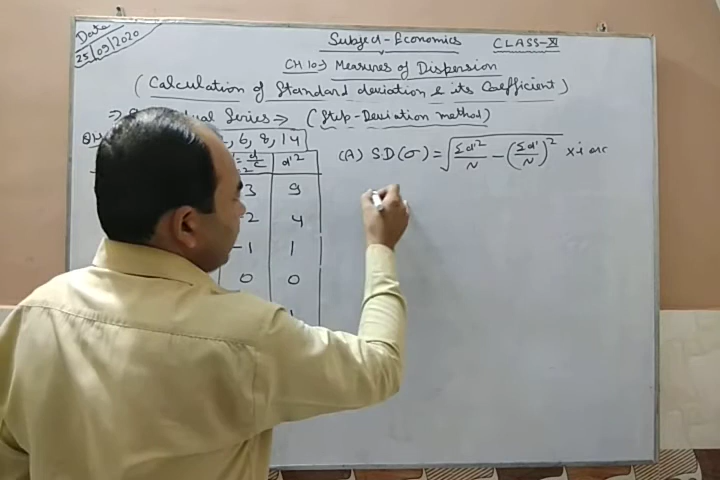 Date
25/09/2020
Subject-Economics CLASS-XI
CH 10→ Measures of Dispersion
(Calculation of Standard deviation & its Coefficient)
Series→ (Step-Deviation method)
6, 8, 14
= d/c d'²
(A) SD(σ) = √Σd'²/N - (Σd'/N)² × i or c
3 9
-2 4
-1 1
0 0